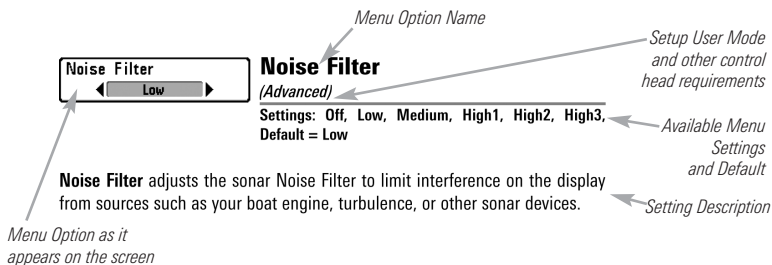 Menu Option Name
Setup User Mode
and other control
head requirements
Noise Filter
Low
Noise Filter
(Advanced)
Settings: Off, Low, Medium, High1, High2, High3,
Default = Low
Available Menu
Settings
and Default
Noise Filter adjusts the sonar Noise Filter to limit interference on the display
from sources such as your boat engine, turbulence, or other sonar devices.
Setting Description
Menu Option as it
appears on the screen